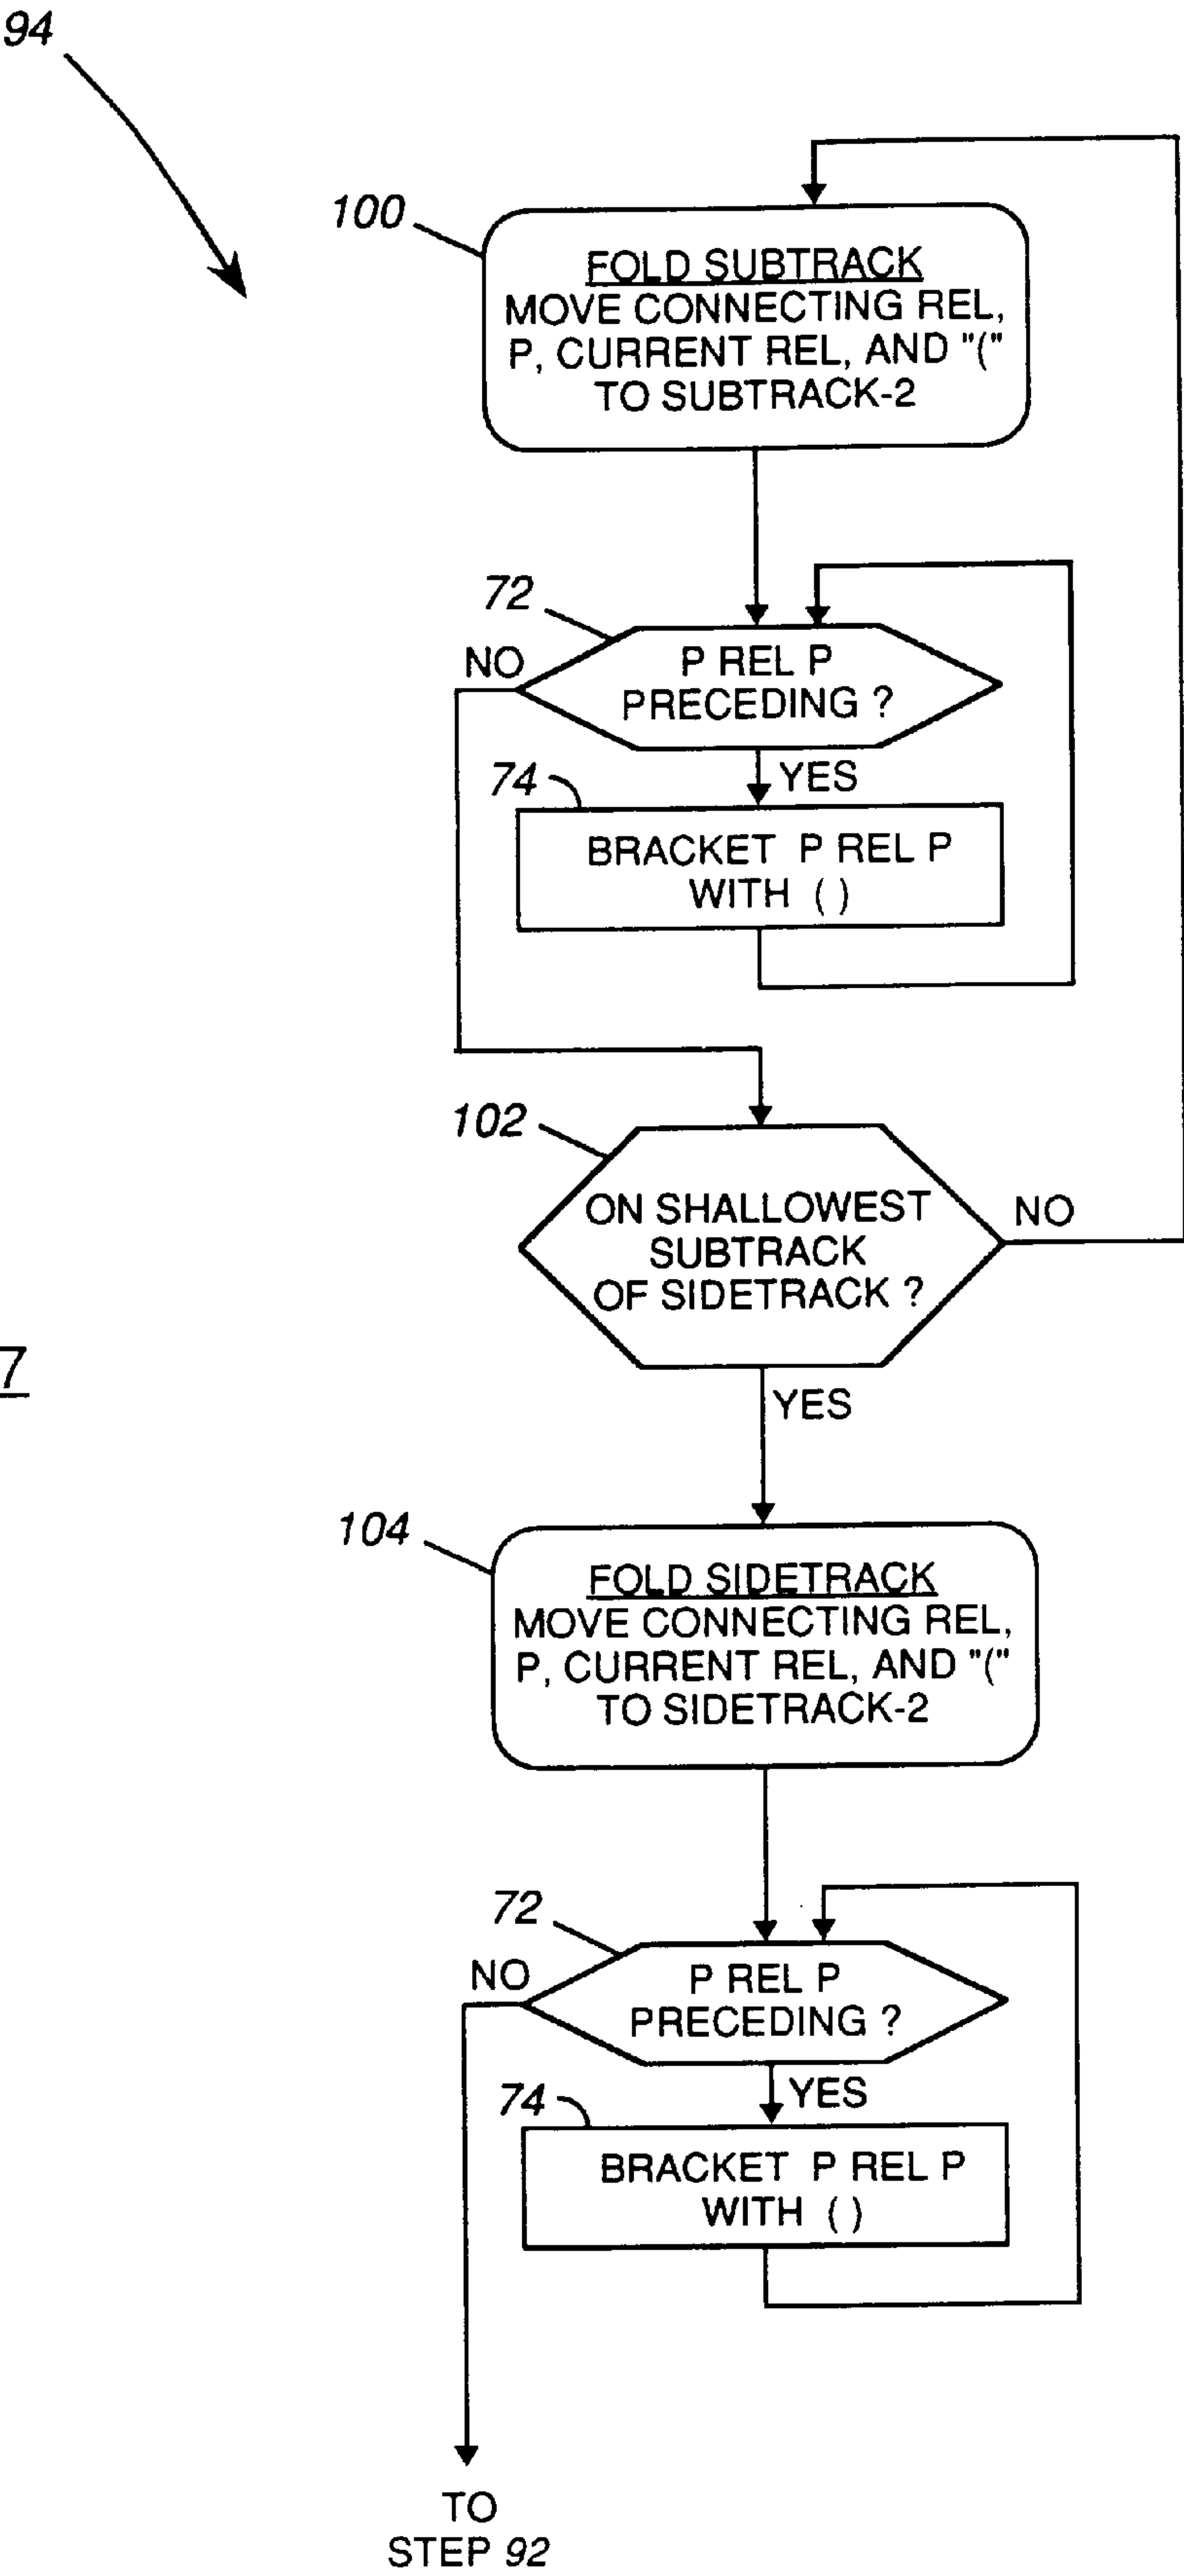 94
100
FOLD SUBTRACK
MOVE CONNECTING REL,
P, CURRENT REL, AND "("
TO SUBTRACK-2
72
NO
P REL P
PRECEDING ?
YES
74
BRACKET P REL P
WITH ( )
102
ON SHALLOWEST
SUBTRACK
OF SIDETRACK ?
NO
7
YES
104
FOLD SIDETRACK
MOVE CONNECTING REL,
P, CURRENT REL, AND "("
TO SIDETRACK-2
72
NO
P REL P
PRECEDING ?
YES
74
BRACKET P REL P
WITH ( )
TO
STEP 92